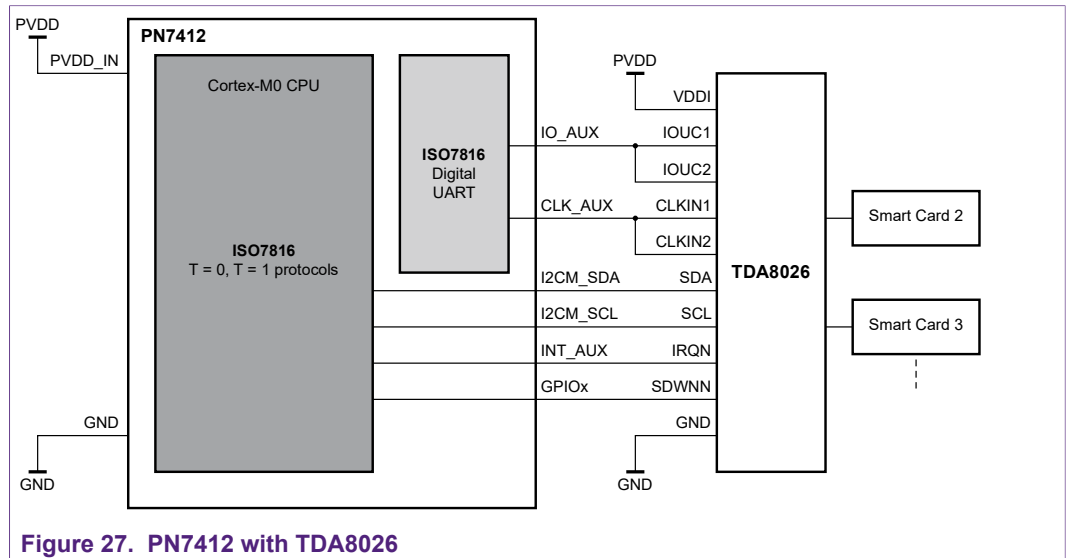 PVDD
PN7412
PVDD_IN
Cortex-M0 CPU
ISO7816
T = 0, T = 1 protocols
ISO7816
Digital
UART
PVDD
VDDI
IO_AUX
IOUC1
IOUC2
CLK_AUX
CLKIN1
CLKIN2
I2CM_SDA
SDA
I2CM_SCL
SCL
INT_AUX
IRQN
GPIOx
SDWNN
GND
GND
GND
GND
TDA8026
Smart Card 2
Smart Card 3
Figure 27. PN7412 with TDA8026